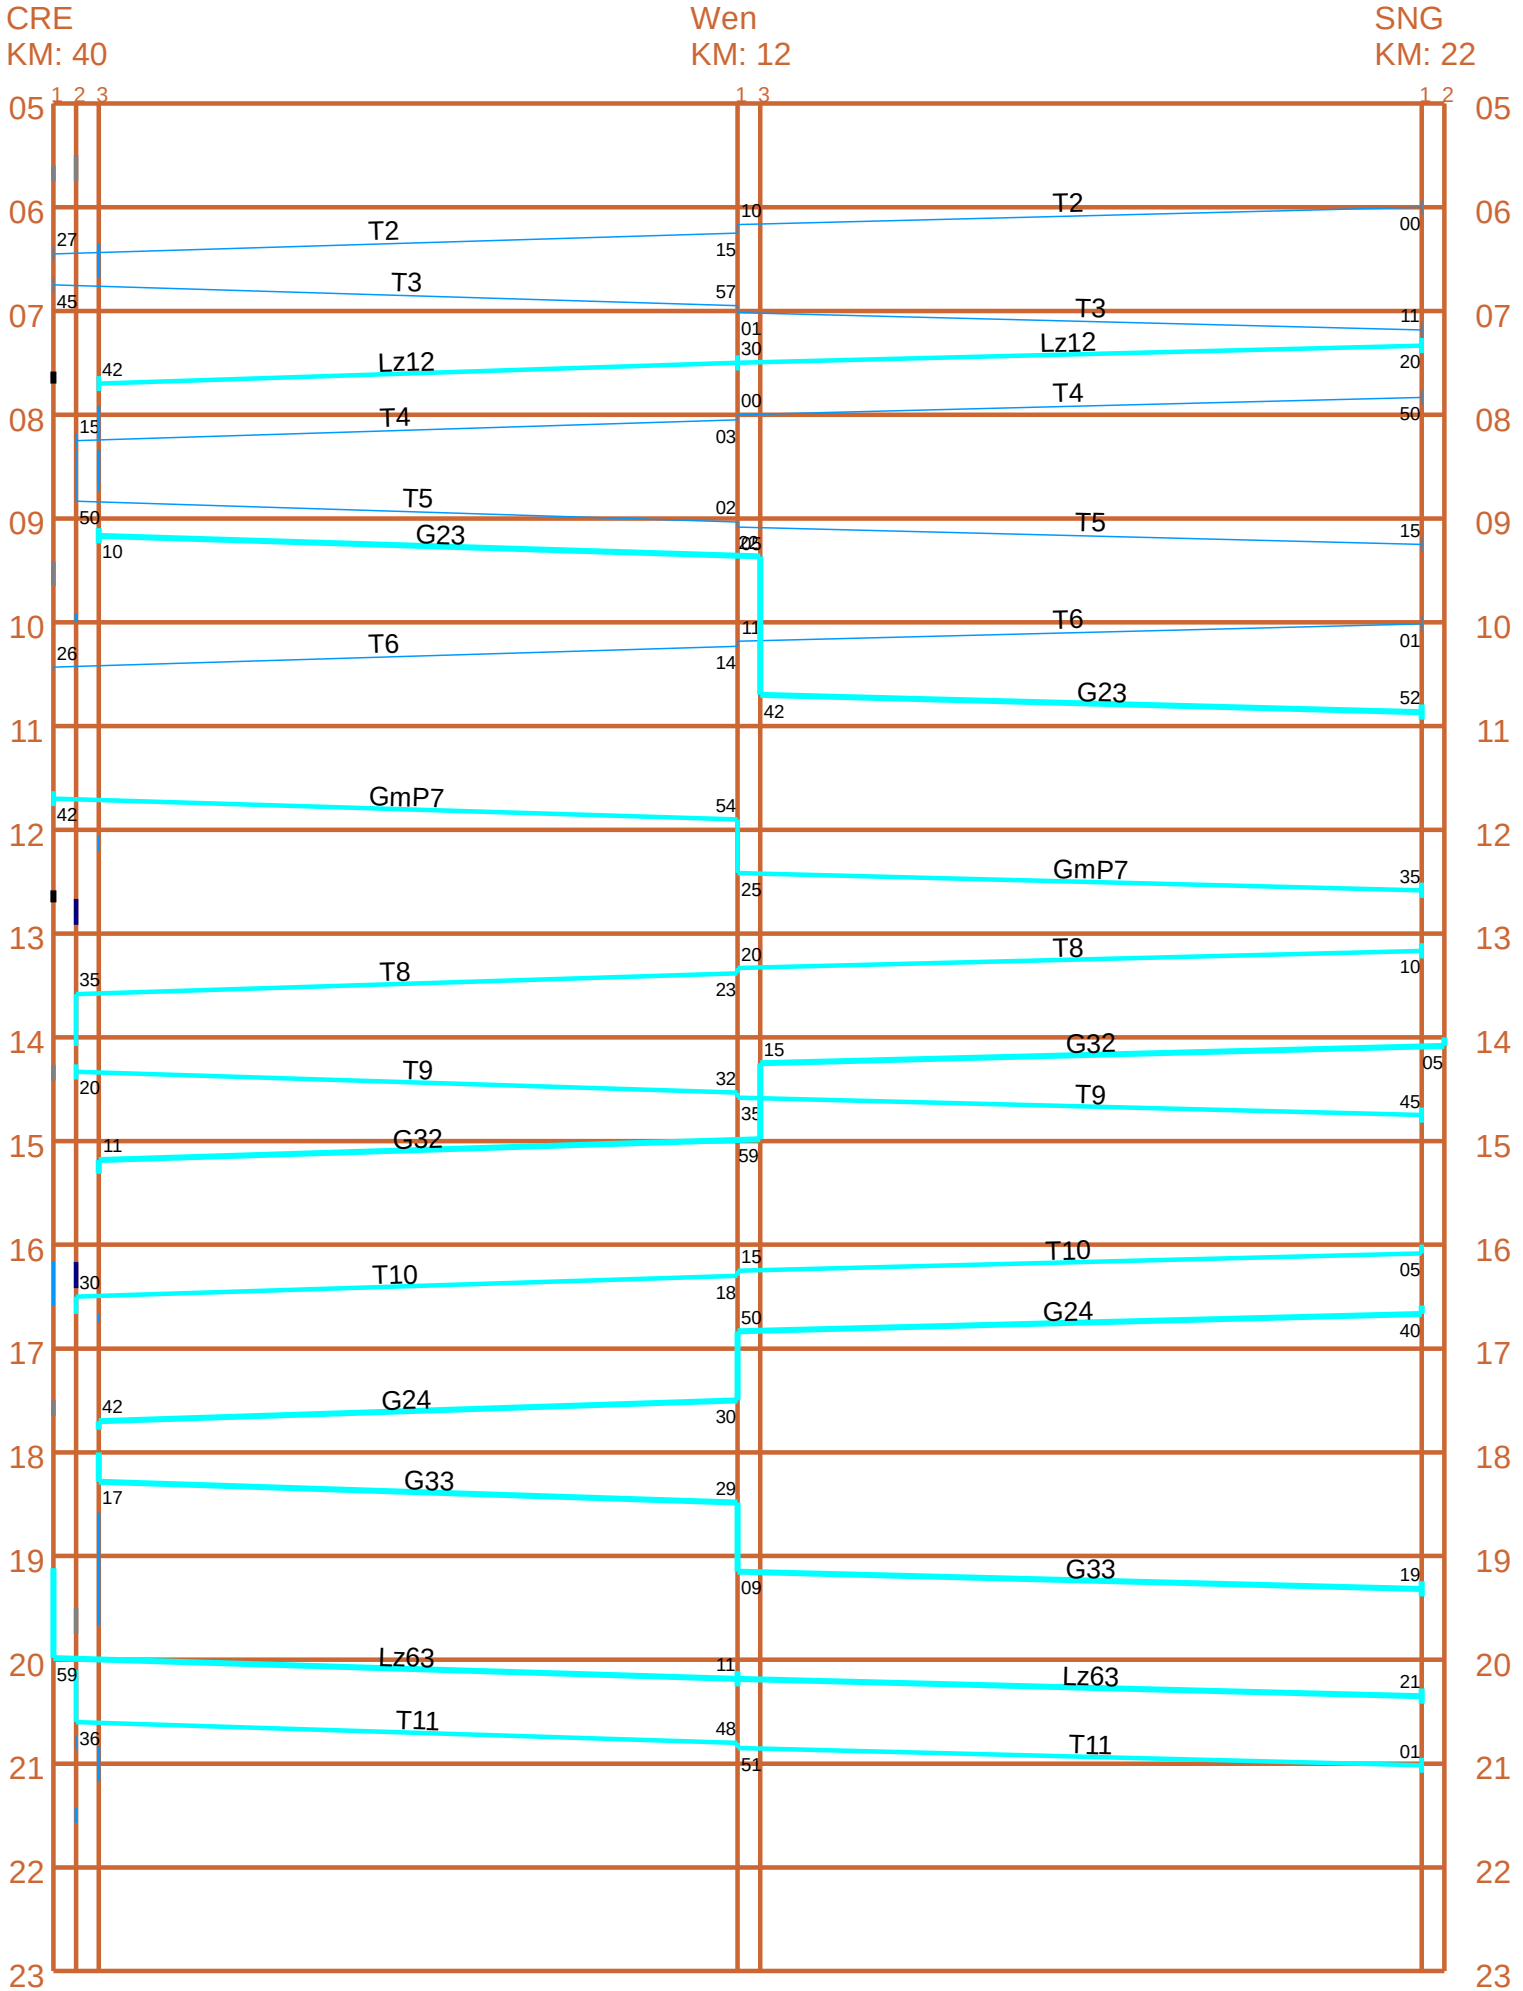 CRE Wen SNG
KM: 40 KM: 12 KM: 22
1 2 3 1 3 1 2
05 05
06 10 T2 06
27 T2 15 00
45 T3 57
07 01 T3 11 07
42 Lz12 30 Lz12 20
00 T4 50
08 15 T4 03 08
50 T5 02
09 T5 15 09
10 G23 22 05
10 11 T6 01 10
26 T6 14
42 G23 52
11 11
42 GmP7 54
12 12
25 GmP7 35
13 13
35 T8 20 T8 10
23
14 15 G32 05 14
20 T9 32
35 T9 45
15 11 G32 59 15
16 15 T10 05 16
30 T10 18
50 G24 40
17 17
42 G24 30
18 18
17 G33 29
19 09 G33 19 19
20 59 Lz63 11 Lz63 21 20
36 T11 48
21 51 T11 01 21
22 22
23 23